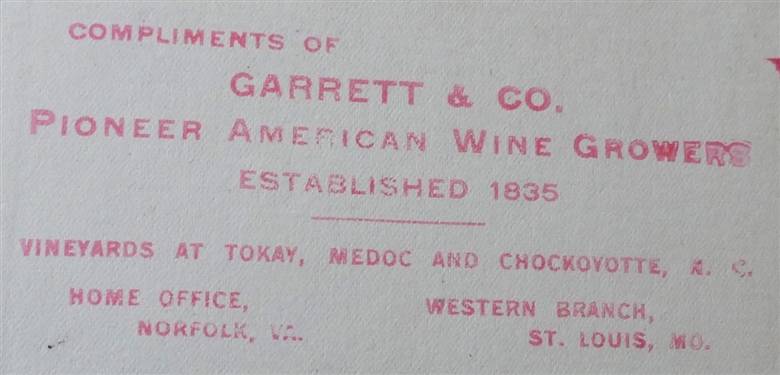 COMPLIMENTS OF
GARRETT & CO.
PIONEER AMERICAN WINE GROWERS
ESTABLISHED 1835
VINEYARDS AT TOKAY, MEDOC AND CHOCKOYOTTE, N. C.
HOME OFFICE,
NORFOLK, VA.
WESTERN BRANCH,
ST. LOUIS, MO.